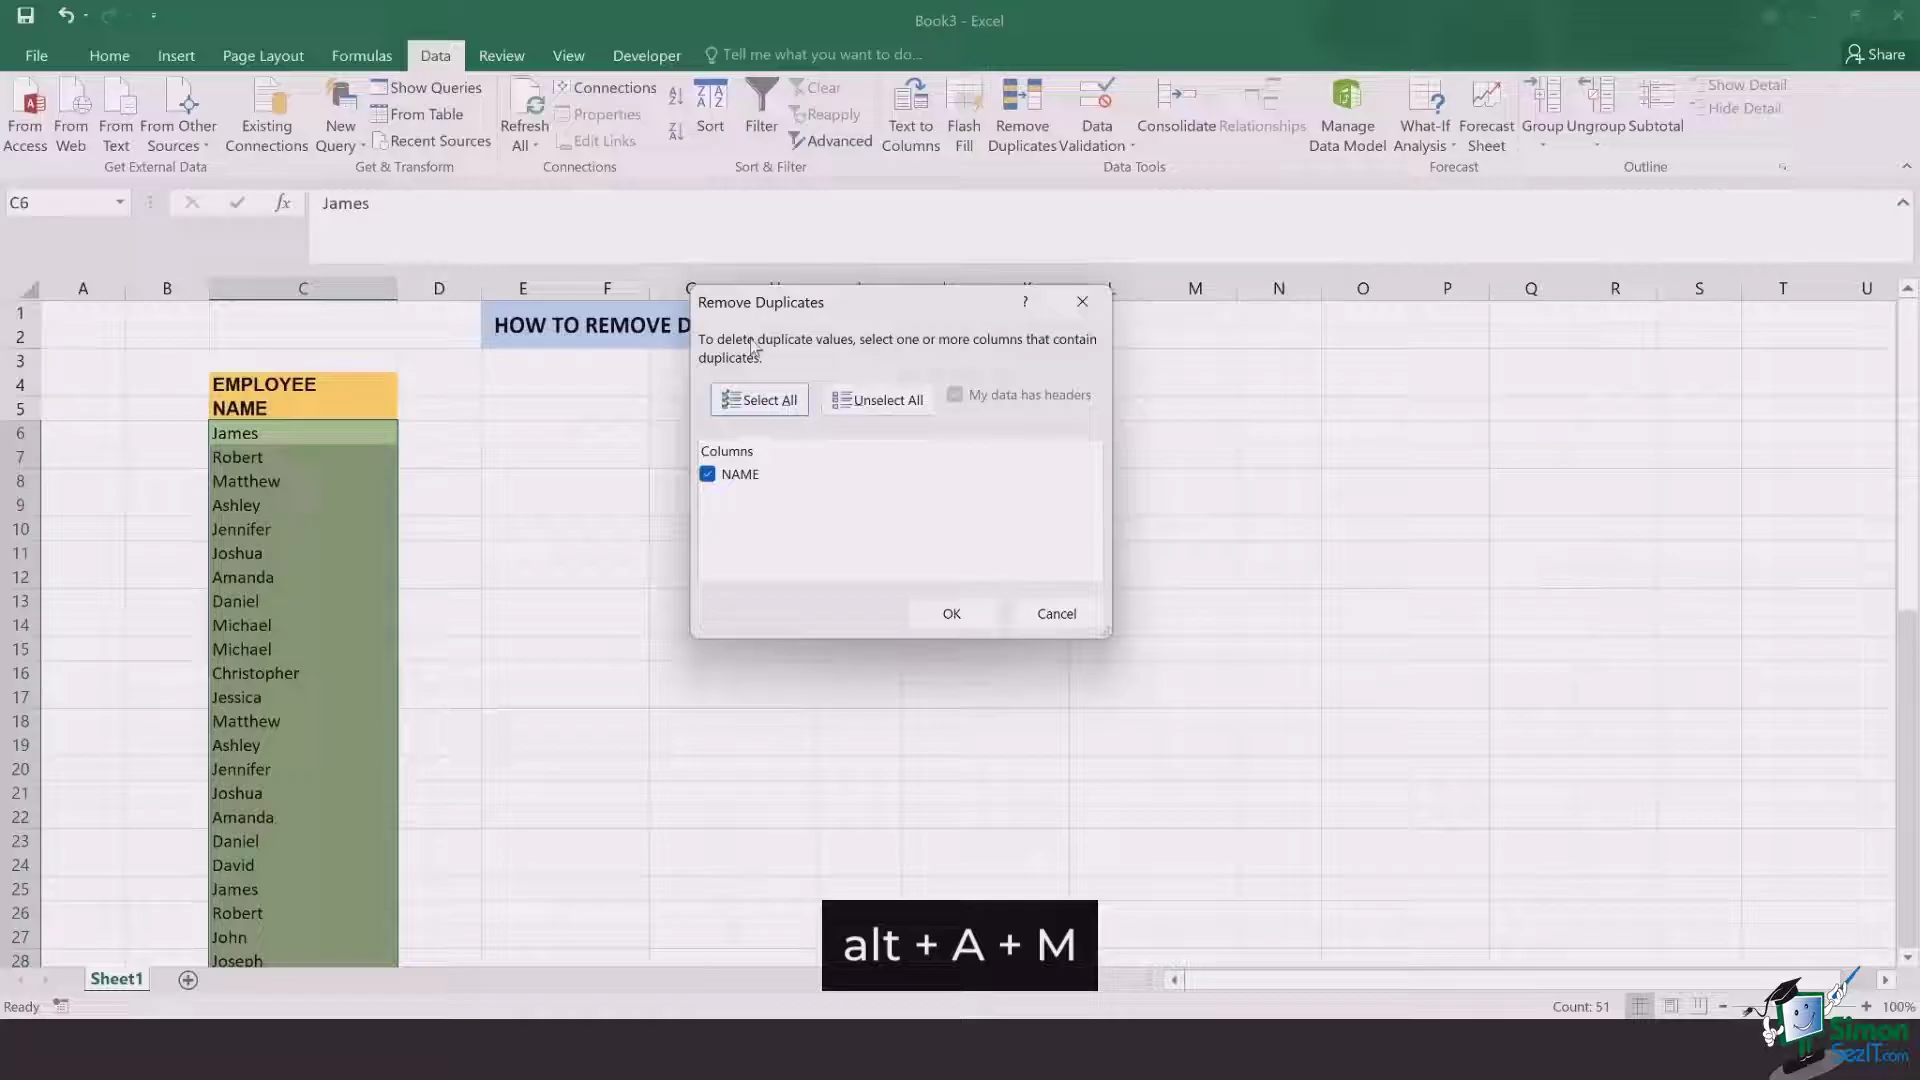 Book3 - Excel
File Home Insert Page Layout Formulas Data Review View Developer Tell me what you want to do... Share
From Access
From Web
From Text
From Other Sources
Get External Data
Existing Connections
New Query
Show Queries
From Table
Recent Sources
Get & Transform
Refresh All
Connections
Properties
Edit Links
Connections
Sort
Filter
Clear
Reapply
Advanced
Sort & Filter
Text to Columns
Flash Fill
Remove Duplicates
Data Validation
Consolidate
Relationships
Manage Data Model
Data Tools
What-If Analysis
Forecast Sheet
Forecast
Group
Ungroup
Subtotal
Show Detail
Hide Detail
Outline
C6 fx James
A B C D E F M N O P Q R S T U
1
2 HOW TO REMOVE D
3
4 EMPLOYEE
5 NAME
6 James
7 Robert
8 Matthew
9 Ashley
10 Jennifer
11 Joshua
12 Amanda
13 Daniel
14 Michael
15 Michael
16 Christopher
17 Jessica
18 Matthew
19 Ashley
20 Jennifer
21 Joshua
22 Amanda
23 Daniel
24 David
25 James
26 Robert
27 John
28 Joseph
Remove Duplicates ?
To delete duplicate values, select one or more columns that contain
duplicates.
Select All Unselect All My data has headers
Columns
NAME
OK Cancel
alt + A + M
Sheet1
Ready Count: 51 100%
Simon
SezIT.com